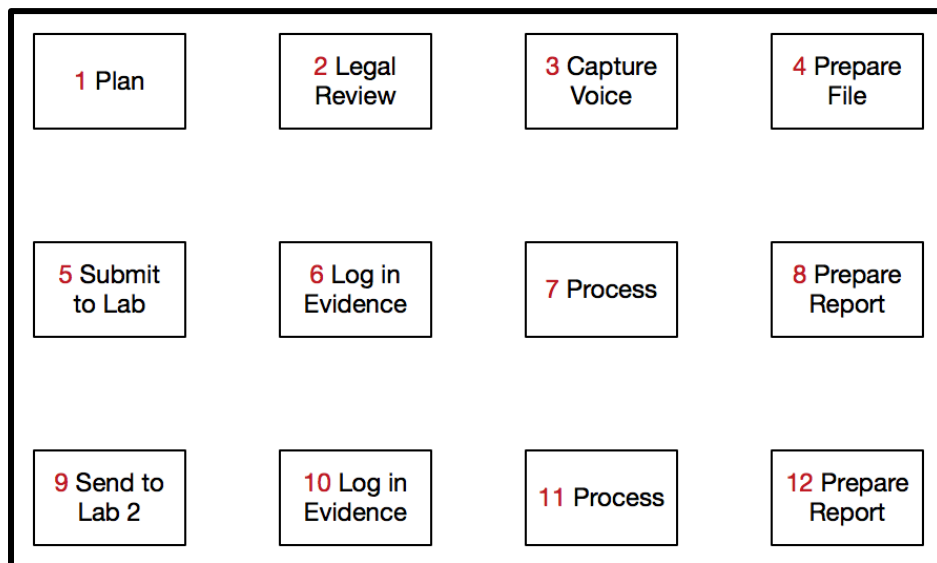 1 Plan
2 Legal
Review
3 Capture
Voice
4 Prepare
File
5 Submit
to Lab
6 Log in
Evidence
7 Process
8 Prepare
Report
9 Send to
Lab 2
10 Log in
Evidence
11 Process
12 Prepare
Report